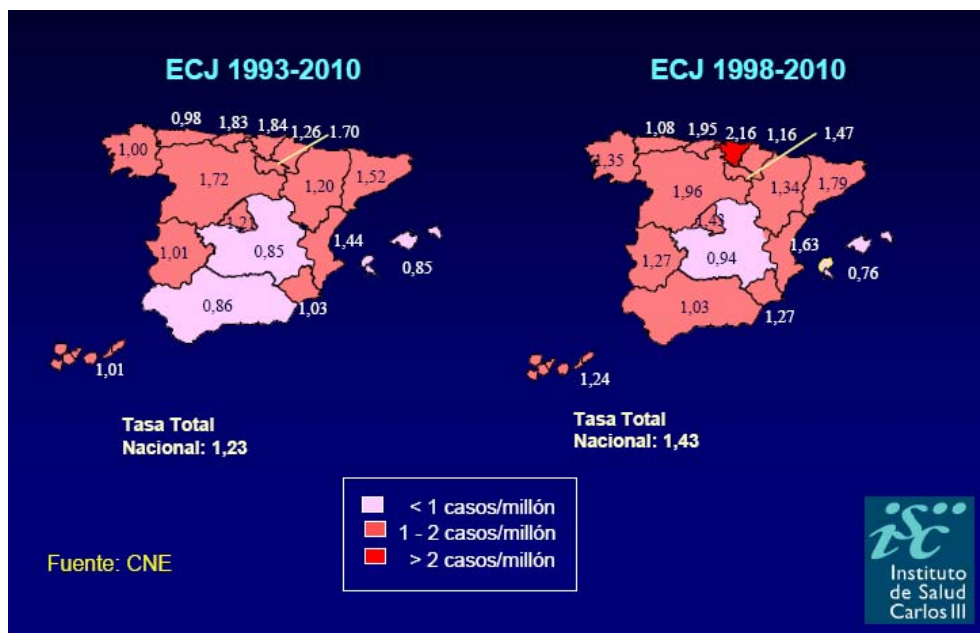 ECJ 1993-2010
0,98 1,83 1,84 1,26 1.70
1,00
1,72
1,20
1,52
1,21
1,01
0,85
1,44
0,85
0,86
1,03
1,01
Tasa Total
Nacional: 1,23
ECJ 1998-2010
1,08 1,95 2,16 1,16 1,47
1,35
1,96
1,34
1,79
1,43
1,27
0,94
1,63
0,76
1,03
1,27
1,24
Tasa Total
Nacional: 1,43
< 1 casos/millón
1 - 2 casos/millón
> 2 casos/millón
Fuente: CNE
isc
Instituto
de Salud
Carlos III